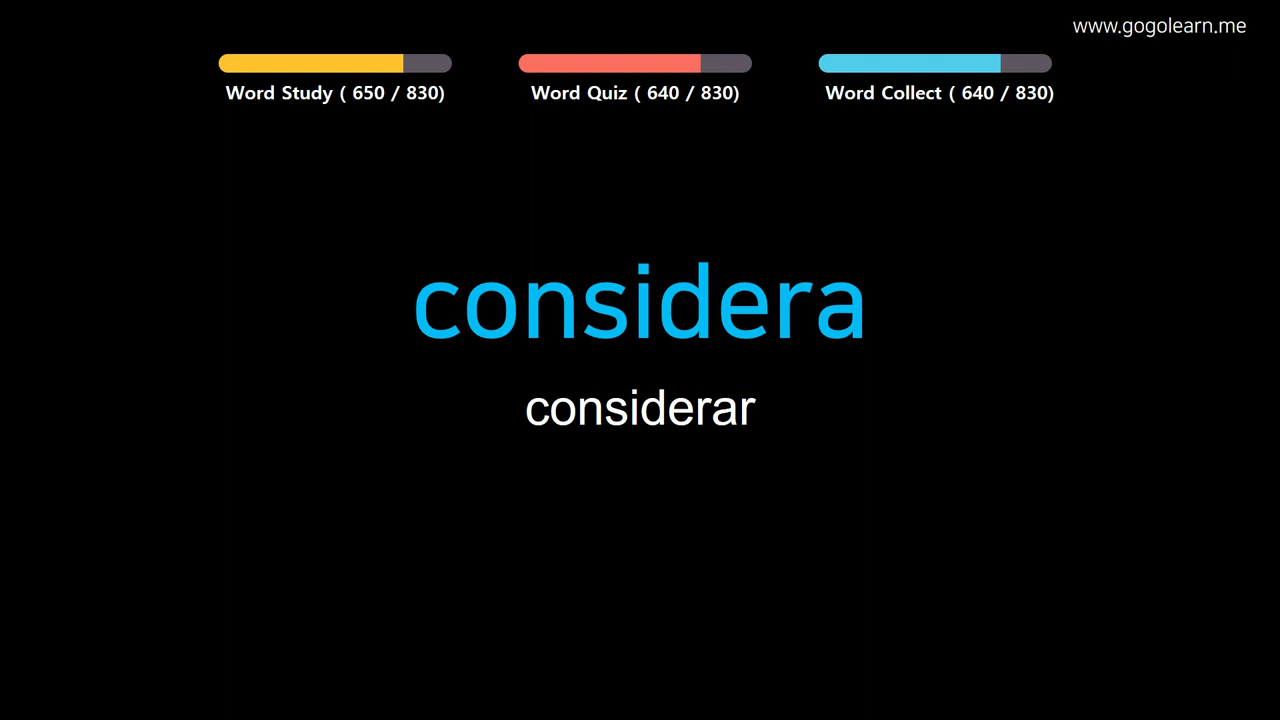 www.gogolearn.me
Word Study ( 650 / 830)
Word Quiz ( 640 / 830)
Word Collect ( 640 / 830)
considera
considerar